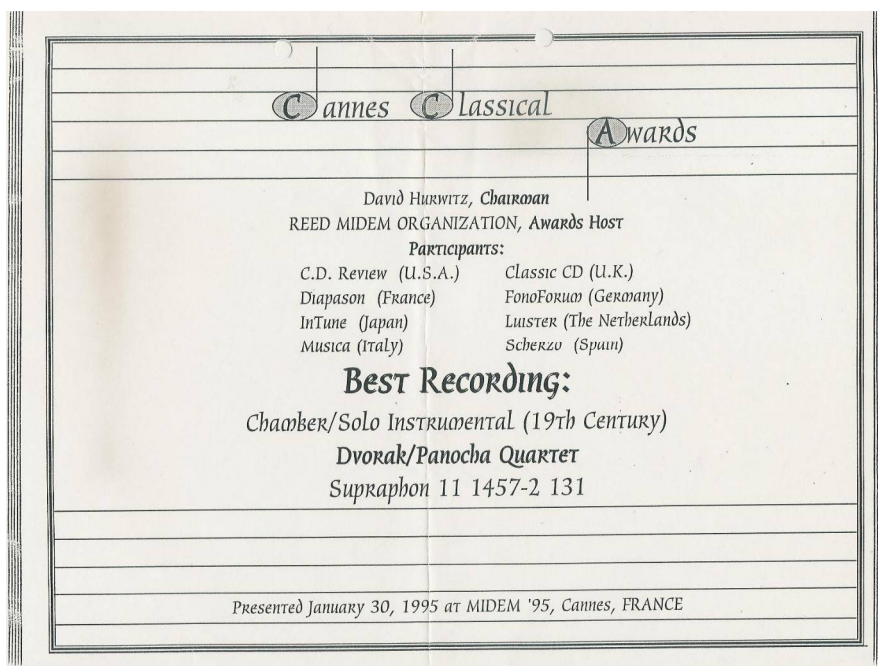 Cannes Classical
Awards
David Hurwitz, Chairman
REED MIDEM ORGANIZATION, Awards Host
Participants:
C.D. Review (U.S.A.) Classic CD (U.K.)
Diapason (France) FonoForum (Germany)
InTune (Japan) Luister (The Netherlands)
Musica (Italy) Scherzo (Spain)
Best Recording:
Chamber/Solo Instrumental (19th Century)
Dvorak/Panocha Quartet
Supraphon 11 1457-2 131
Presented January 30, 1995 at MIDEM '95, Cannes, FRANCE